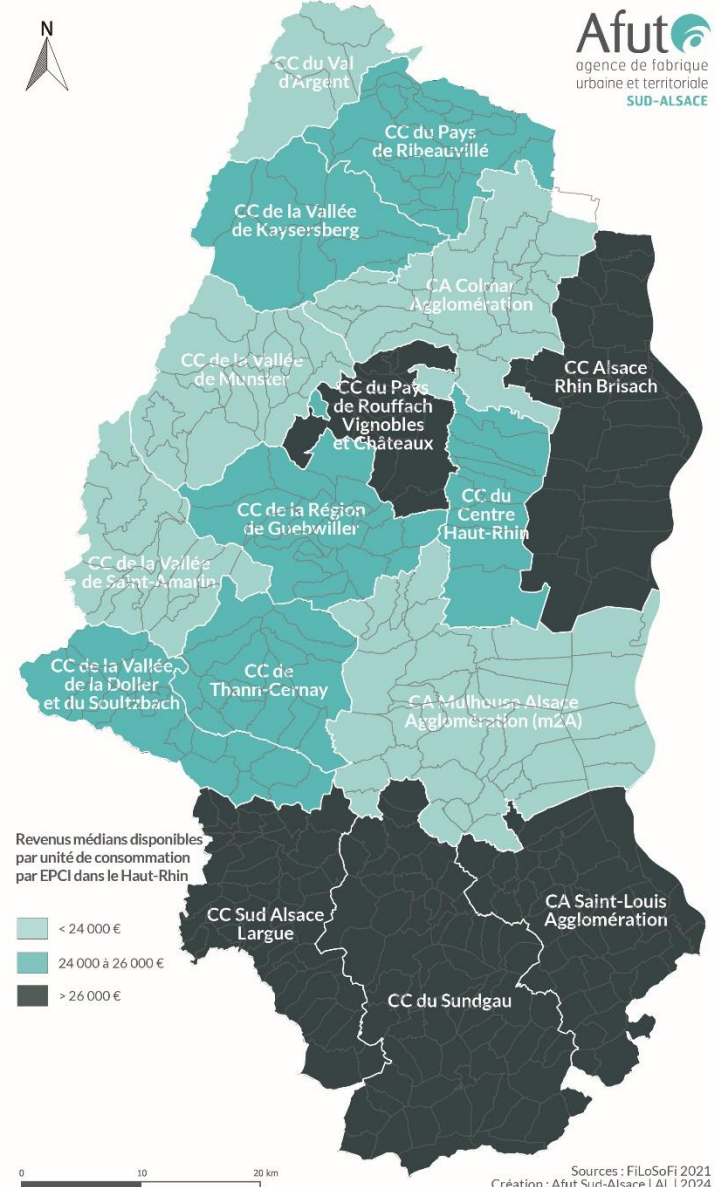 N
Afut
agence de fabrique
urbaine et territoriale
SUD-ALSACE
CC du Val
d'Argent
CC du Pays
de Ribeauvillé
CC de la Vallée
de Kaysersberg
CA Colmar
Agglomération
CC de la Vallée
de Munster
CC Alsace
Rhin Brisach
CC du Pays
de Rouffach
Vignobles
et Châteaux
CC de la Région
de Guebwiller
CC du
Centre
Haut-Rhin
CC de la Vallée
de Saint-Amarin
CC de la Vallée
de la Doller
et du Soultzbach
CC de
Thann-Cernay
CA Mulhouse Alsace
Agglomération (m2A)
Revenus médians disponibles
par unité de consommation
par EPCI dans le Haut-Rhin
< 24 000 €
24 000 à 26 000 €
> 26 000 €
CC Sud Alsace
Largue
CA Saint-Louis
Agglomération
CC du Sundgau
0 10 20 km
Sources : FiLoSoFi 2021
Création : Afut Sud-Alsace | AL | 2024